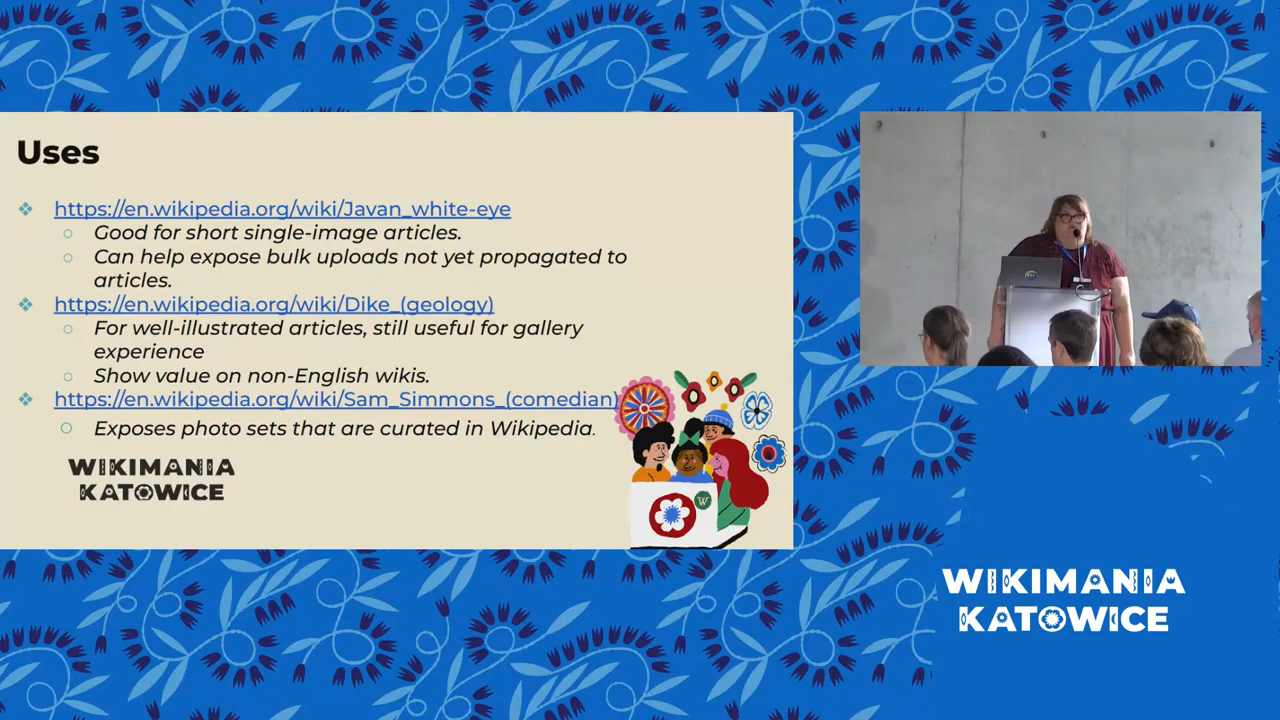 Uses
https://en.wikipedia.org/wiki/Javan_white-eye
Good for short single-image articles.
Can help expose bulk uploads not yet propagated to
articles.
https://en.wikipedia.org/wiki/Dike_(geology)
For well-illustrated articles, still useful for gallery
experience
Show value on non-English wikis.
https://en.wikipedia.org/wiki/Sam_Simmons_(comedian)
Exposes photo sets that are curated in Wikipedia.
WIKIMANIA
KATOWICE
W
WIKIMANIA
KATOWICE